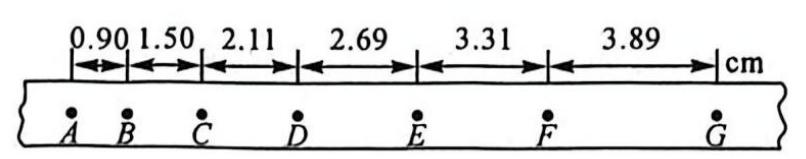 0.90 1.50 2.11 2.69 3.31 3.89 cm
A B C D E F G